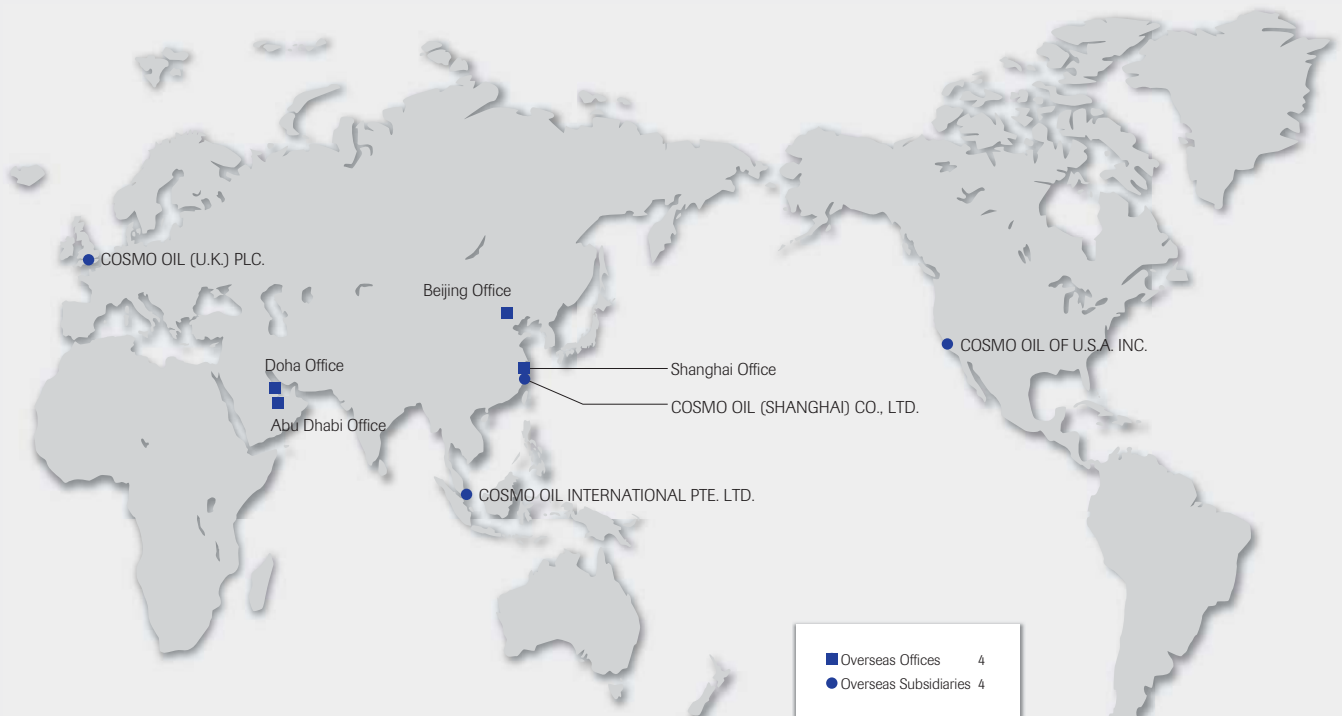 COSMO OIL (U.K.) PLC.
Beijing Office
COSMO OIL OF U.S.A. INC.
Doha Office
Shanghai Office
COSMO OIL (SHANGHAI) CO., LTD.
Abu Dhabi Office
COSMO OIL INTERNATIONAL PTE. LTD.
Overseas Offices 4
Overseas Subsidiaries 4